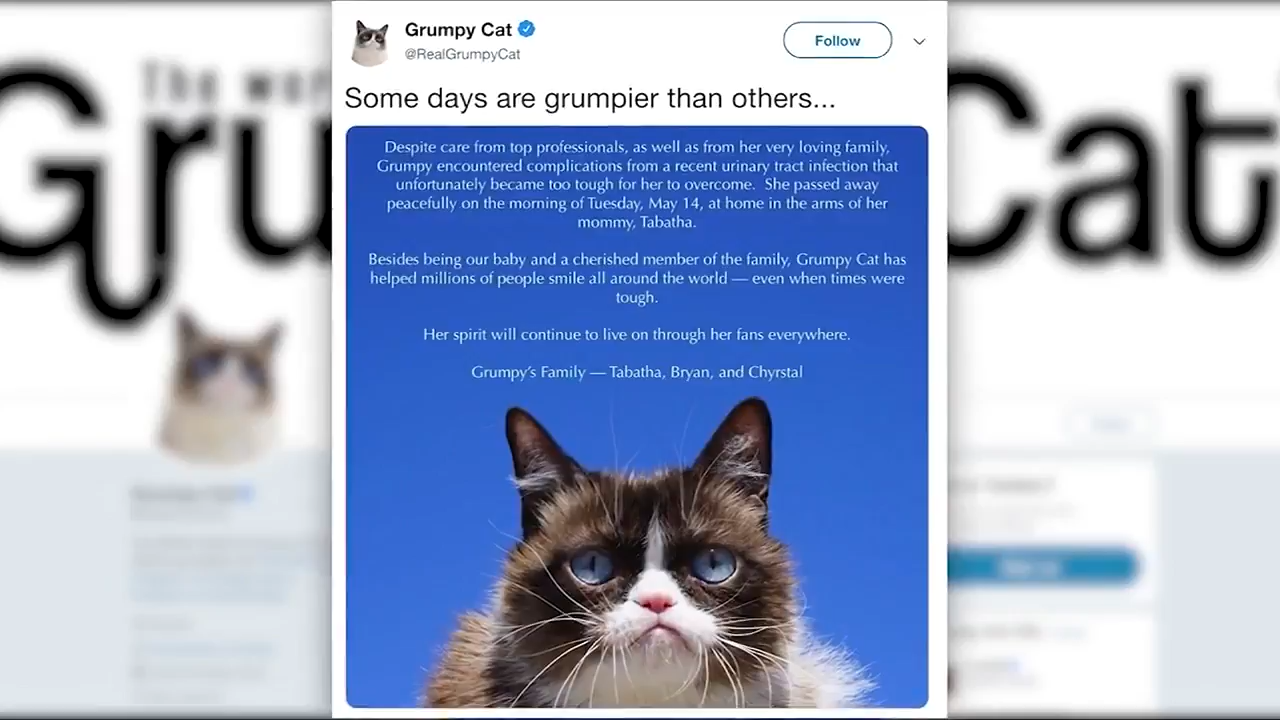 Grumpy Cat
@RealGrumpyCat
Follow
Some days are grumpier than others...
Despite care from top professionals, as well as from her very loving family,
Grumpy encountered complications from a recent urinary tract infection that
unfortunately became too tough for her to overcome. She passed away
peacefully on the morning of Tuesday, May 14, at home in the arms of her
mommy, Tabatha.
Besides being our baby and a cherished member of the family, Grumpy Cat has
helped millions of people smile all around the world — even when times were
tough.
Her spirit will continue to live on through her fans everywhere.
Grumpy's Family — Tabatha, Bryan, and Chyrstal
The
Gru
Cat